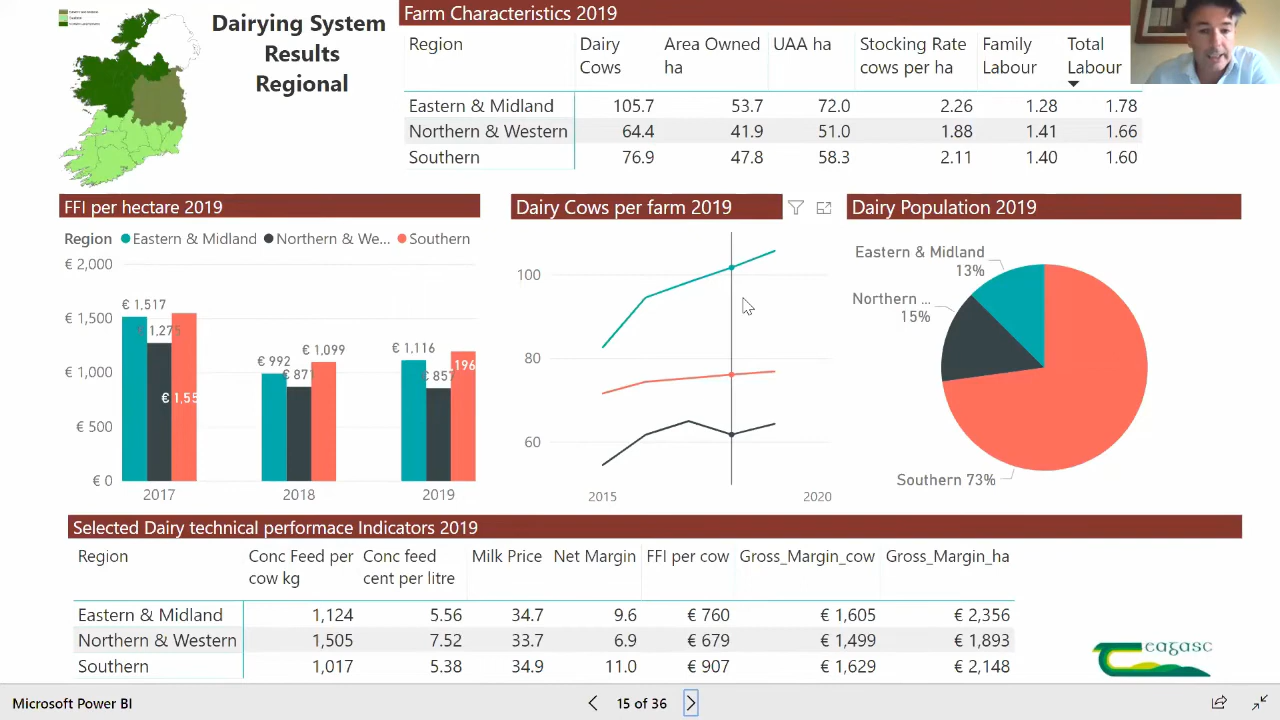 Dairying System
Results
Regional
Farm Characteristics 2019
Region Dairy Cows Area Owned ha UAA ha Stocking Rate cows per ha Family Labour Total Labour
Eastern & Midland 105.7 53.7 72.0 2.26 1.28 1.78
Northern & Western 64.4 41.9 51.0 1.88 1.41 1.66
Southern 76.9 47.8 58.3 2.11 1.40 1.60
FFI per hectare 2019
Region Eastern & Midland Northern & We... Southern
€ 2,000
€ 1,500
€ 1,000
€ 500
€ 0
€ 1,517
€ 1,275
€ 1,55
€ 992
€ 871
€ 1,099
€ 1,116
€ 857
,196
2017 2018 2019
Dairy Cows per farm 2019
100
80
60
2015 2020
Dairy Population 2019
Eastern & Midland
13%
Northern ...
15%
Southern 73%
Selected Dairy technical performace Indicators 2019
Region Conc Feed per cow kg Conc feed cent per litre Milk Price Net Margin FFI per cow Gross_Margin_cow Gross_Margin_ha
Eastern & Midland 1,124 5.56 34.7 9.6 € 760 € 1,605 € 2,356
Northern & Western 1,505 7.52 33.7 6.9 € 679 € 1,499 € 1,893
Southern 1,017 5.38 34.9 11.0 € 907 € 1,629 € 2,148
eagasc
Microsoft Power BI
15 of 36